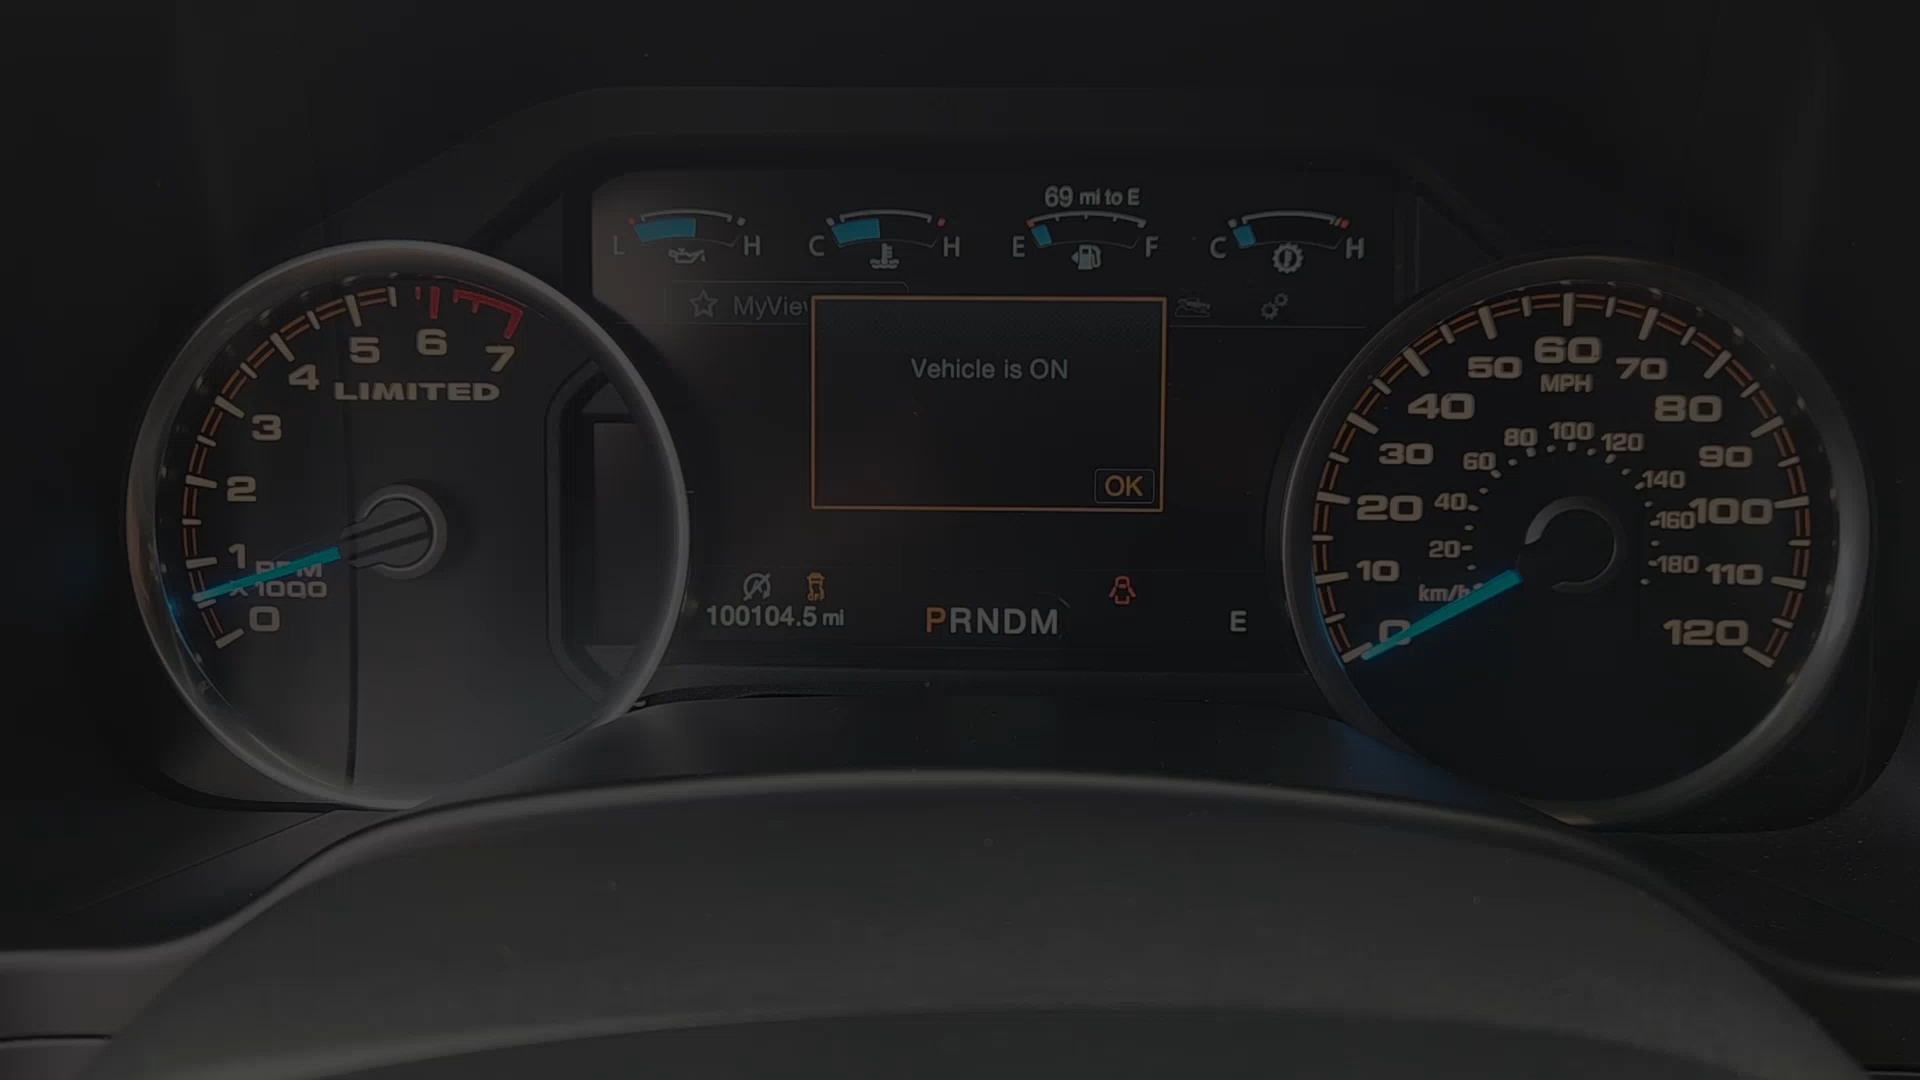 69 mi to E
L H
C H
E F
C H
MyView
Vehicle is ON
OK
5 6 7
4
LIMITED
3
2
1
RPM
X 1000
0
OFF
100104.5 mi
PRNDM
E
60
50 70
MPH
40 80
80 100 120
30 60 90
140
20 40 160 100
20 180 110
10
km/h
0 120